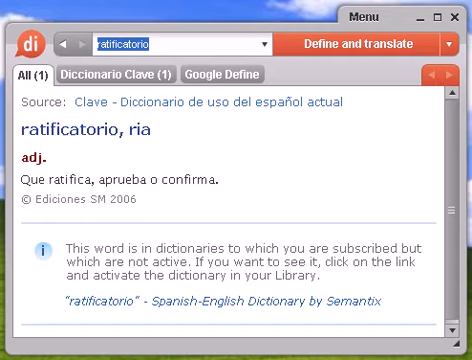 Menu
di
ratificatorio
Define and translate
All (1)
Diccionario Clave (1)
Google Define
Source: Clave - Diccionario de uso del español actual
ratificatorio, ria
adj.
Que ratifica, aprueba o confirma.
© Ediciones SM 2006
i
This word is in dictionaries to which you are subscribed but
which are not active. If you want to see it, click on the link
and activate the dictionary in your Library.
"ratificatorio" - Spanish-English Dictionary by Semantix